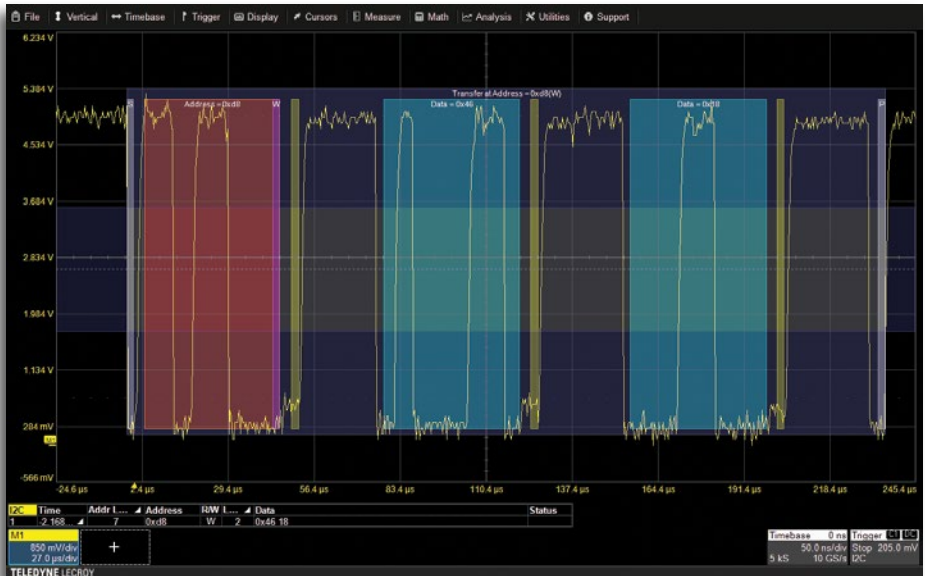 File Vertical Timebase Trigger Display Cursors Measure Math Analysis Utilities Support
6.234 V
5.384 V
Transfer at Address = 0xd8(W)
S Address = 0xd8 W Data = 0x46 Data = 0x18 P
4.534 V
3.684 V
2.834 V
1.984 V
1.134 V
284 mV
M1
-566 mV
-24.6 µs 2.4 µs 29.4 µs 56.4 µs 83.4 µs 110.4 µs 137.4 µs 164.4 µs 191.4 µs 218.4 µs 245.4 µs
I2C Time Addr L... Address R/W L... Data Status
1 -2.168... 7 0xd8 W 2 0x46 18
M1
850 mV/div
27.0 µs/div
+
Timebase 0 ns Trigger C1 DC
50.0 ns/div Stop 205.0 mV
5 kS 10 GS/s I2C
TELEDYNE LECROY